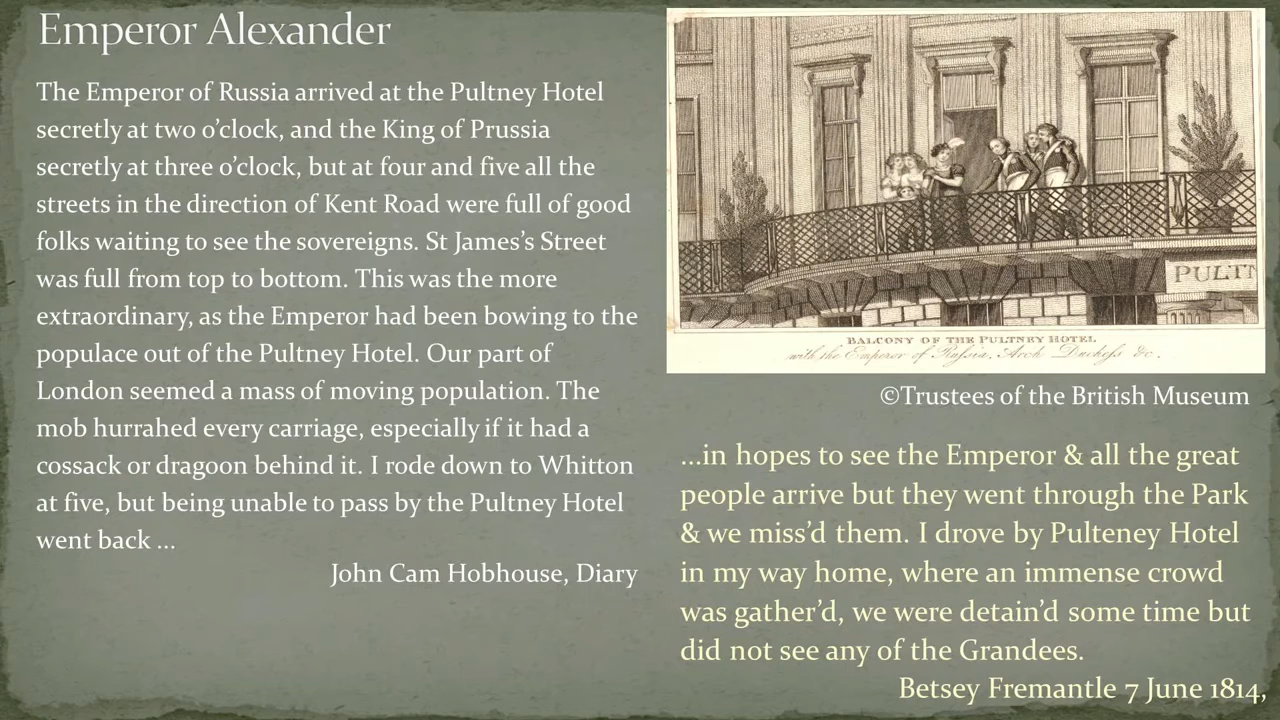 Emperor Alexander
The Emperor of Russia arrived at the Pultney Hotel
secretly at two o’clock, and the King of Prussia
secretly at three o’clock, but at four and five all the
streets in the direction of Kent Road were full of good
folks waiting to see the sovereigns. St James’s Street
was full from top to bottom. This was the more
extraordinary, as the Emperor had been bowing to the
populace out of the Pultney Hotel. Our part of
London seemed a mass of moving population. The
mob hurrahed every carriage, especially if it had a
cossack or dragoon behind it. I rode down to Whitton
at five, but being unable to pass by the Pultney Hotel
went back ...
John Cam Hobhouse, Diary
PULTN
BALCONY OF THE PULTNEY HOTEL
with the Emperor of Russia, Arch Duchess &c.
©Trustees of the British Museum
...in hopes to see the Emperor & all the great
people arrive but they went through the Park
& we miss’d them. I drove by Pulteney Hotel
in my way home, where an immense crowd
was gather’d, we were detain’d some time but
did not see any of the Grandees.
Betsey Fremantle 7 June 1814,